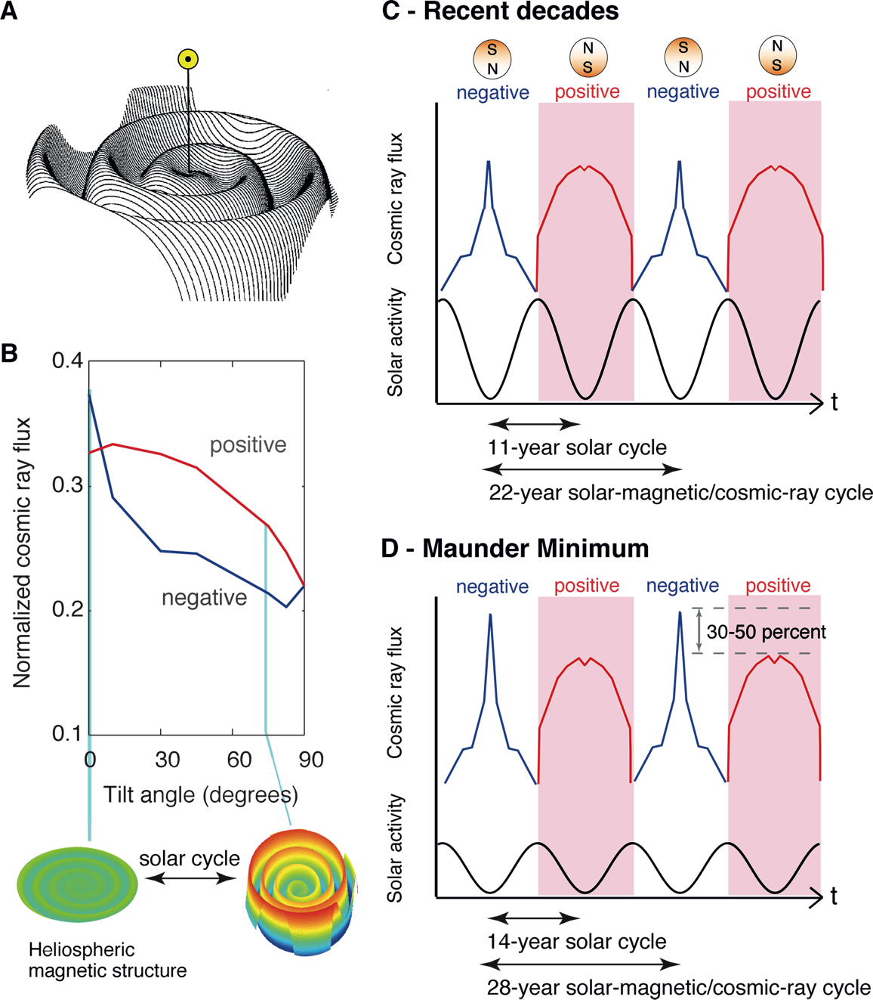 A
B
0.4
0.3
0.2
0.1
Normalized cosmic ray flux
positive
negative
0 30 60 90
Tilt angle (degrees)
solar cycle
Heliospheric
magnetic structure
C - Recent decades
S N S N
N S N S
negative positive negative positive
Cosmic ray flux
Solar activity
t
11-year solar cycle
22-year solar-magnetic/cosmic-ray cycle
D - Maunder Minimum
negative positive negative positive
30-50 percent
Cosmic ray flux
Solar activity
t
14-year solar cycle
28-year solar-magnetic/cosmic-ray cycle